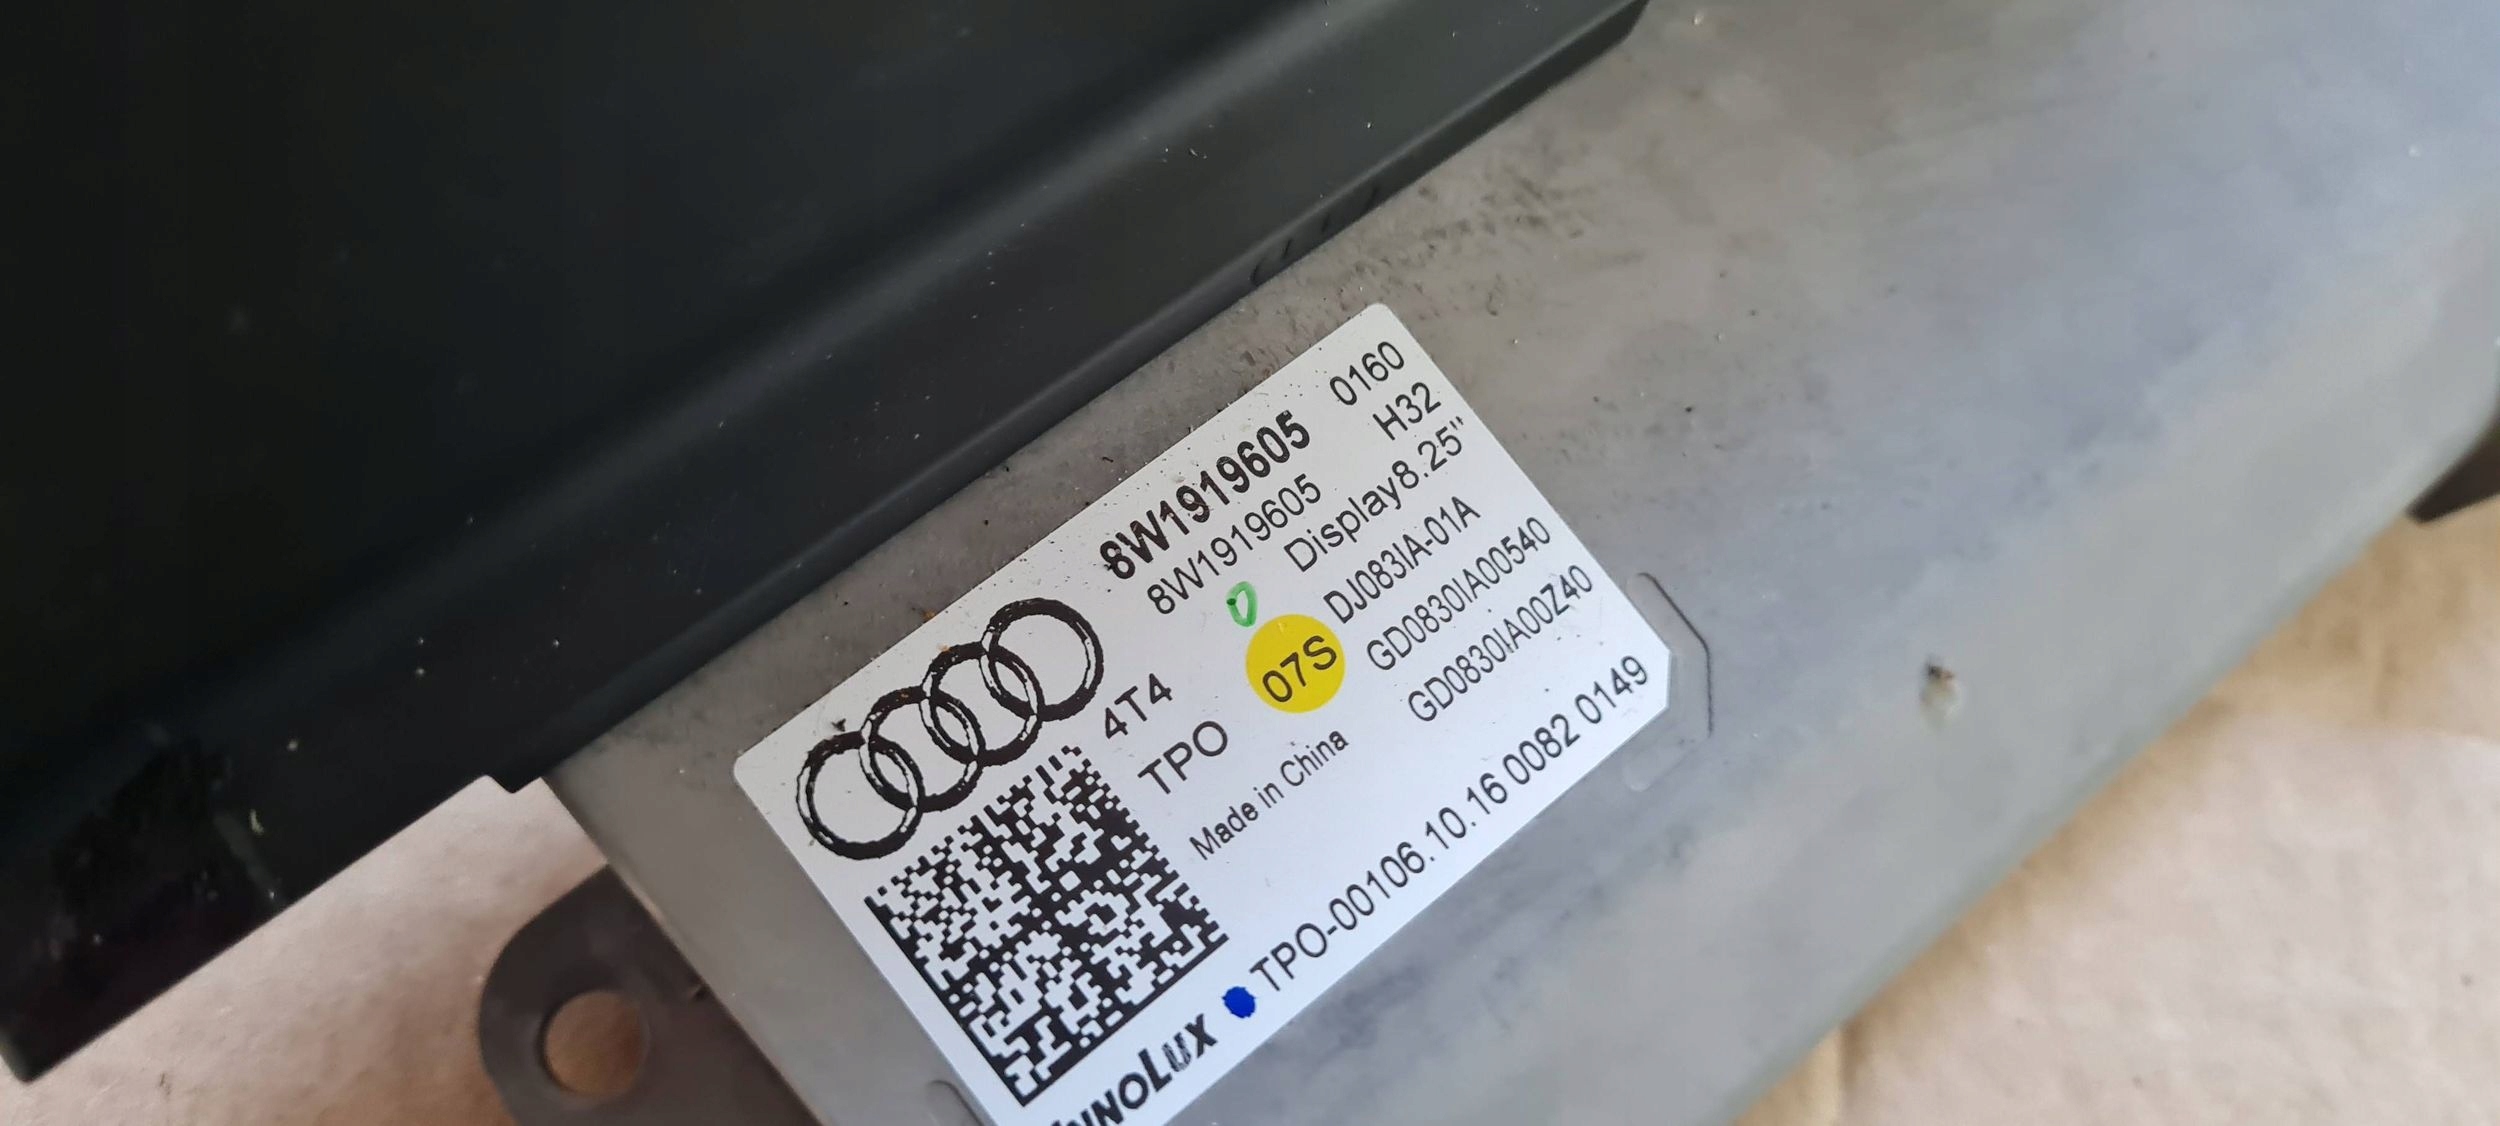 8W1919605 0160
8W1919605 H32
Display8.25"
4T4
07S
DJ083IA-01A
TPO
GD0830IA00540
Made in China
GD0830IA00Z40
INNOLUX TPO-00106.10.16 0082 0149